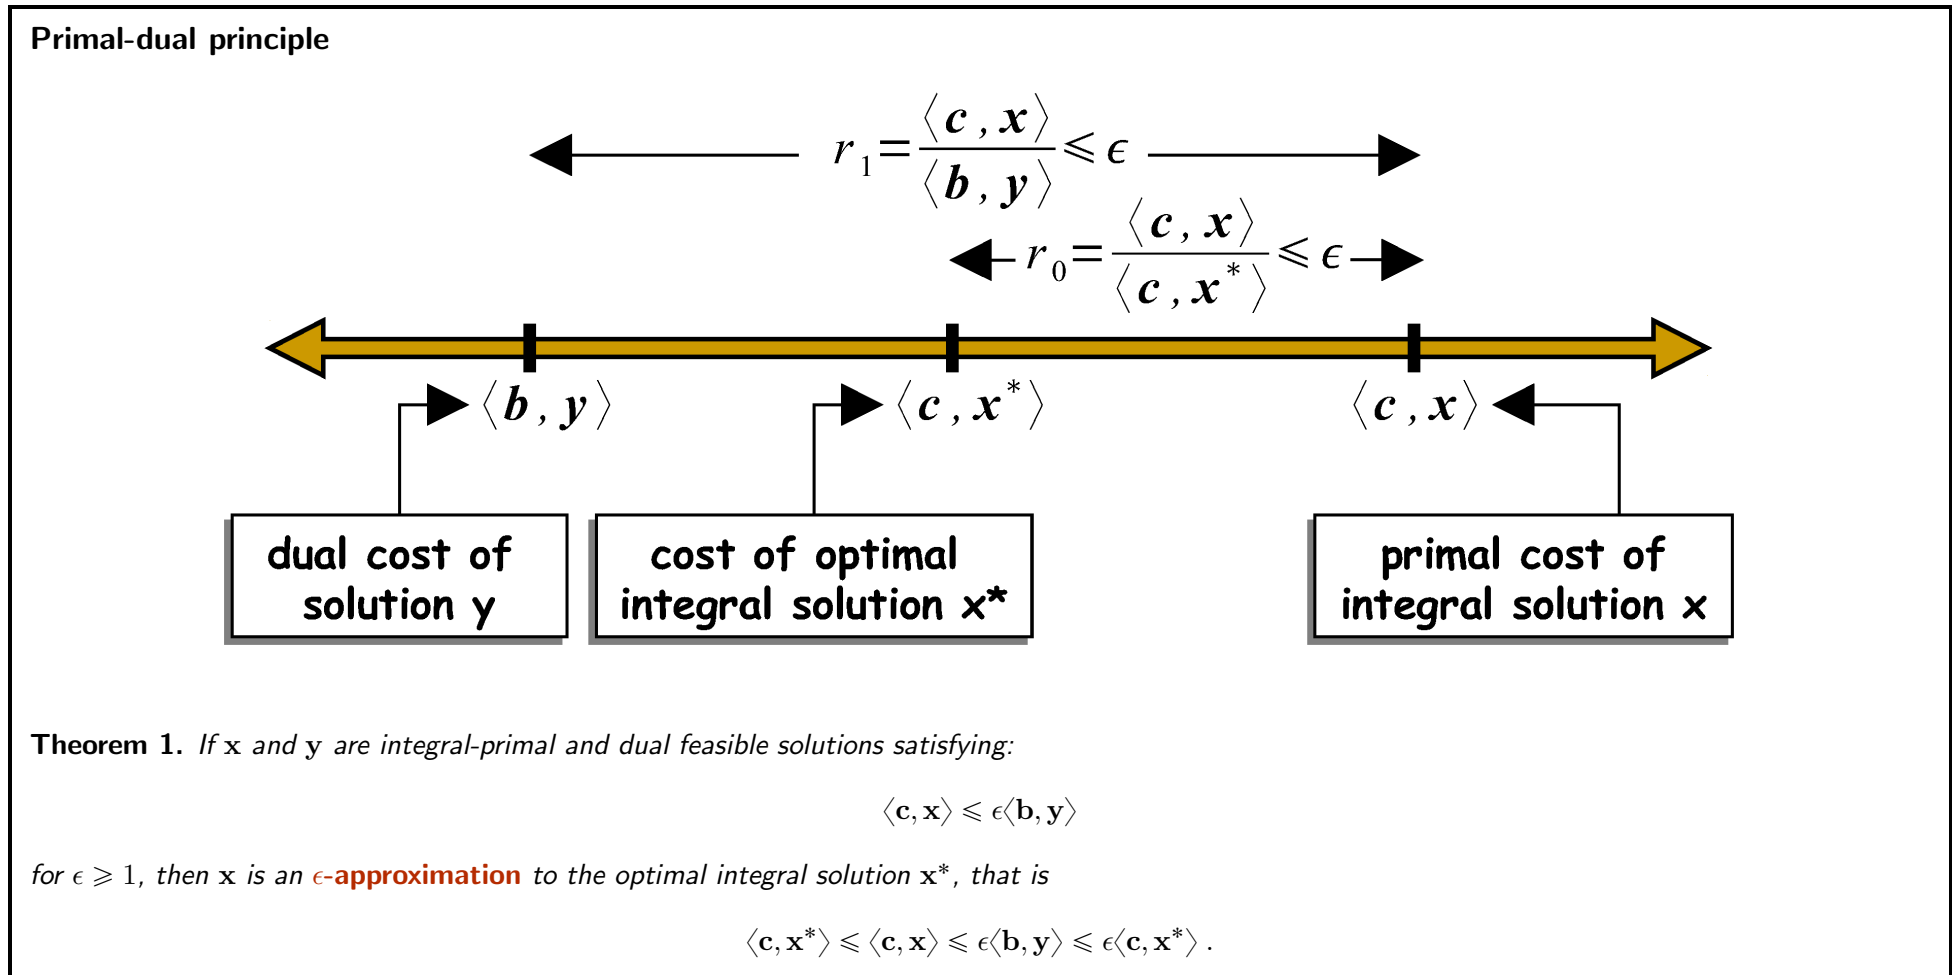 Primal-dual principle
r₁ = ⟨c, x⟩ / ⟨b, y⟩ ⩽ ϵ
r₀ = ⟨c, x⟩ / ⟨c, x*⟩ ⩽ ϵ
⟨b, y⟩ ⟨c, x*⟩ ⟨c, x⟩
dual cost of
solution y
cost of optimal
integral solution x*
primal cost of
integral solution x
Theorem 1. If x and y are integral-primal and dual feasible solutions satisfying:
⟨c, x⟩ ⩽ ϵ⟨b, y⟩
for ϵ ⩾ 1, then x is an ϵ-approximation to the optimal integral solution x*, that is
⟨c, x*⟩ ⩽ ⟨c, x⟩ ⩽ ϵ⟨b, y⟩ ⩽ ϵ⟨c, x*⟩ .